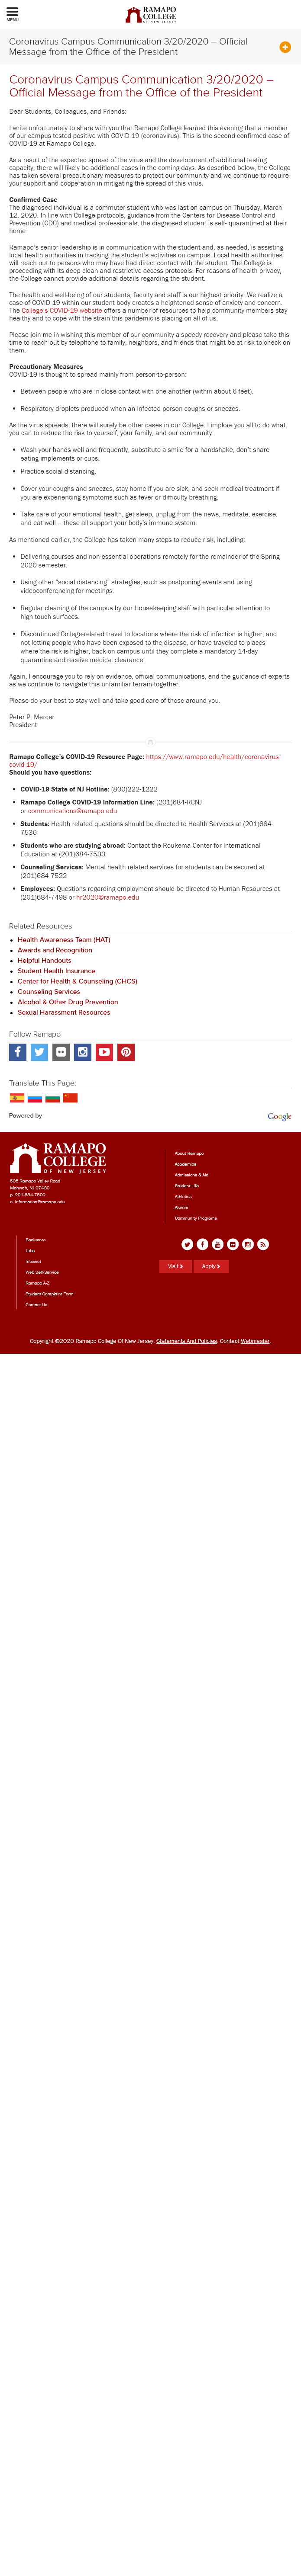 MENU
RAMAPO
COLLEGE
OF NEW JERSEY
Coronavirus Campus Communication 3/20/2020 – Official
Message from the Office of the President
Coronavirus Campus Communication 3/20/2020 –
Official Message from the Office of the President
Dear Students, Colleagues, and Friends:
I write unfortunately to share with you that Ramapo College learned this evening that a member
of our campus tested positive with COVID-19 (coronavirus). This is the second confirmed case of
COVID-19 at Ramapo College.
As a result of the expected spread of the virus and the development of additional testing
capacity, there will likely be additional cases in the coming days. As described below, the College
has taken several precautionary measures to protect our community and we continue to require
your support and cooperation in mitigating the spread of this virus.
Confirmed Case
The diagnosed individual is a commuter student who was last on campus on Thursday, March
12, 2020. In line with College protocols, guidance from the Centers for Disease Control and
Prevention (CDC) and medical professionals, the diagnosed student is self- quarantined at their
home.
Ramapo's senior leadership is in communication with the student and, as needed, is assisting
local health authorities in tracking the student's activities on campus. Local health authorities
will reach out to persons who may have had direct contact with the student. The College is
proceeding with its deep clean and restrictive access protocols. For reasons of health privacy,
the College cannot provide additional details regarding the student.
The health and well-being of our students, faculty and staff is our highest priority. We realize a
case of COVID-19 within our student body creates a heightened sense of anxiety and concern.
The College's COVID-19 website offers a number of resources to help community members stay
healthy and to cope with the strain this pandemic is placing on all of us.
Please join me in wishing this member of our community a speedy recovery and please take this
time to reach out by telephone to family, neighbors, and friends that might be at risk to check on
them.
Precautionary Measures
COVID-19 is thought to spread mainly from person-to-person:
• Between people who are in close contact with one another (within about 6 feet).
• Respiratory droplets produced when an infected person coughs or sneezes.
As the virus spreads, there will surely be other cases in our College. I implore you all to do what
you can to reduce the risk to yourself, your family, and our community:
• Wash your hands well and frequently, substitute a smile for a handshake, don't share
eating implements or cups.
• Practice social distancing.
• Cover your coughs and sneezes, stay home if you are sick, and seek medical treatment if
you are experiencing symptoms such as fever or difficulty breathing.
• Take care of your emotional health, get sleep, unplug from the news, meditate, exercise,
and eat well – these all support your body's immune system.
As mentioned earlier, the College has taken many steps to reduce risk, including:
• Delivering courses and non-essential operations remotely for the remainder of the Spring
2020 semester.
• Using other "social distancing" strategies, such as postponing events and using
videoconferencing for meetings.
• Regular cleaning of the campus by our Housekeeping staff with particular attention to
high-touch surfaces.
• Discontinued College-related travel to locations where the risk of infection is higher; and
not letting people who have been exposed to the disease, or have traveled to places
where the risk is higher, back on campus until they complete a mandatory 14-day
quarantine and receive medical clearance.
Again, I encourage you to rely on evidence, official communications, and the guidance of experts
as we continue to navigate this unfamiliar terrain together.
Please do your best to stay well and take good care of those around you.
Peter P. Mercer
President
Ramapo College's COVID-19 Resource Page: https://www.ramapo.edu/health/coronavirus-
covid-19/
Should you have questions:
• COVID-19 State of NJ Hotline: (800)222-1222
• Ramapo College COVID-19 Information Line: (201)684-RCNJ
or communications@ramapo.edu
• Students: Health related questions should be directed to Health Services at (201)684-
7536
• Students who are studying abroad: Contact the Roukema Center for International
Education at (201)684-7533
• Counseling Services: Mental health related services for students can be secured at
(201)684-7522
• Employees: Questions regarding employment should be directed to Human Resources at
(201)684-7498 or hr2020@ramapo.edu
Related Resources
• Health Awareness Team (HAT)
• Awards and Recognition
• Helpful Handouts
• Student Health Insurance
• Center for Health & Counseling (CHCS)
• Counseling Services
• Alcohol & Other Drug Prevention
• Sexual Harassment Resources
Follow Ramapo
Translate This Page:
Powered by
Google
RAMAPO
COLLEGE
OF NEW JERSEY
505 Ramapo Valley Road
Mahwah, NJ 07430
p: 201-684-7500
e: information@ramapo.edu
About Ramapo
Academics
Admissions & Aid
Student Life
Athletics
Alumni
Community Programs
Bookstore
Jobs
Intranet
Web Self-Service
Ramapo A-Z
Student Complaint Form
Contact Us
Visit
Apply
Copyright ©2020 Ramapo College Of New Jersey. Statements And Policies. Contact Webmaster.